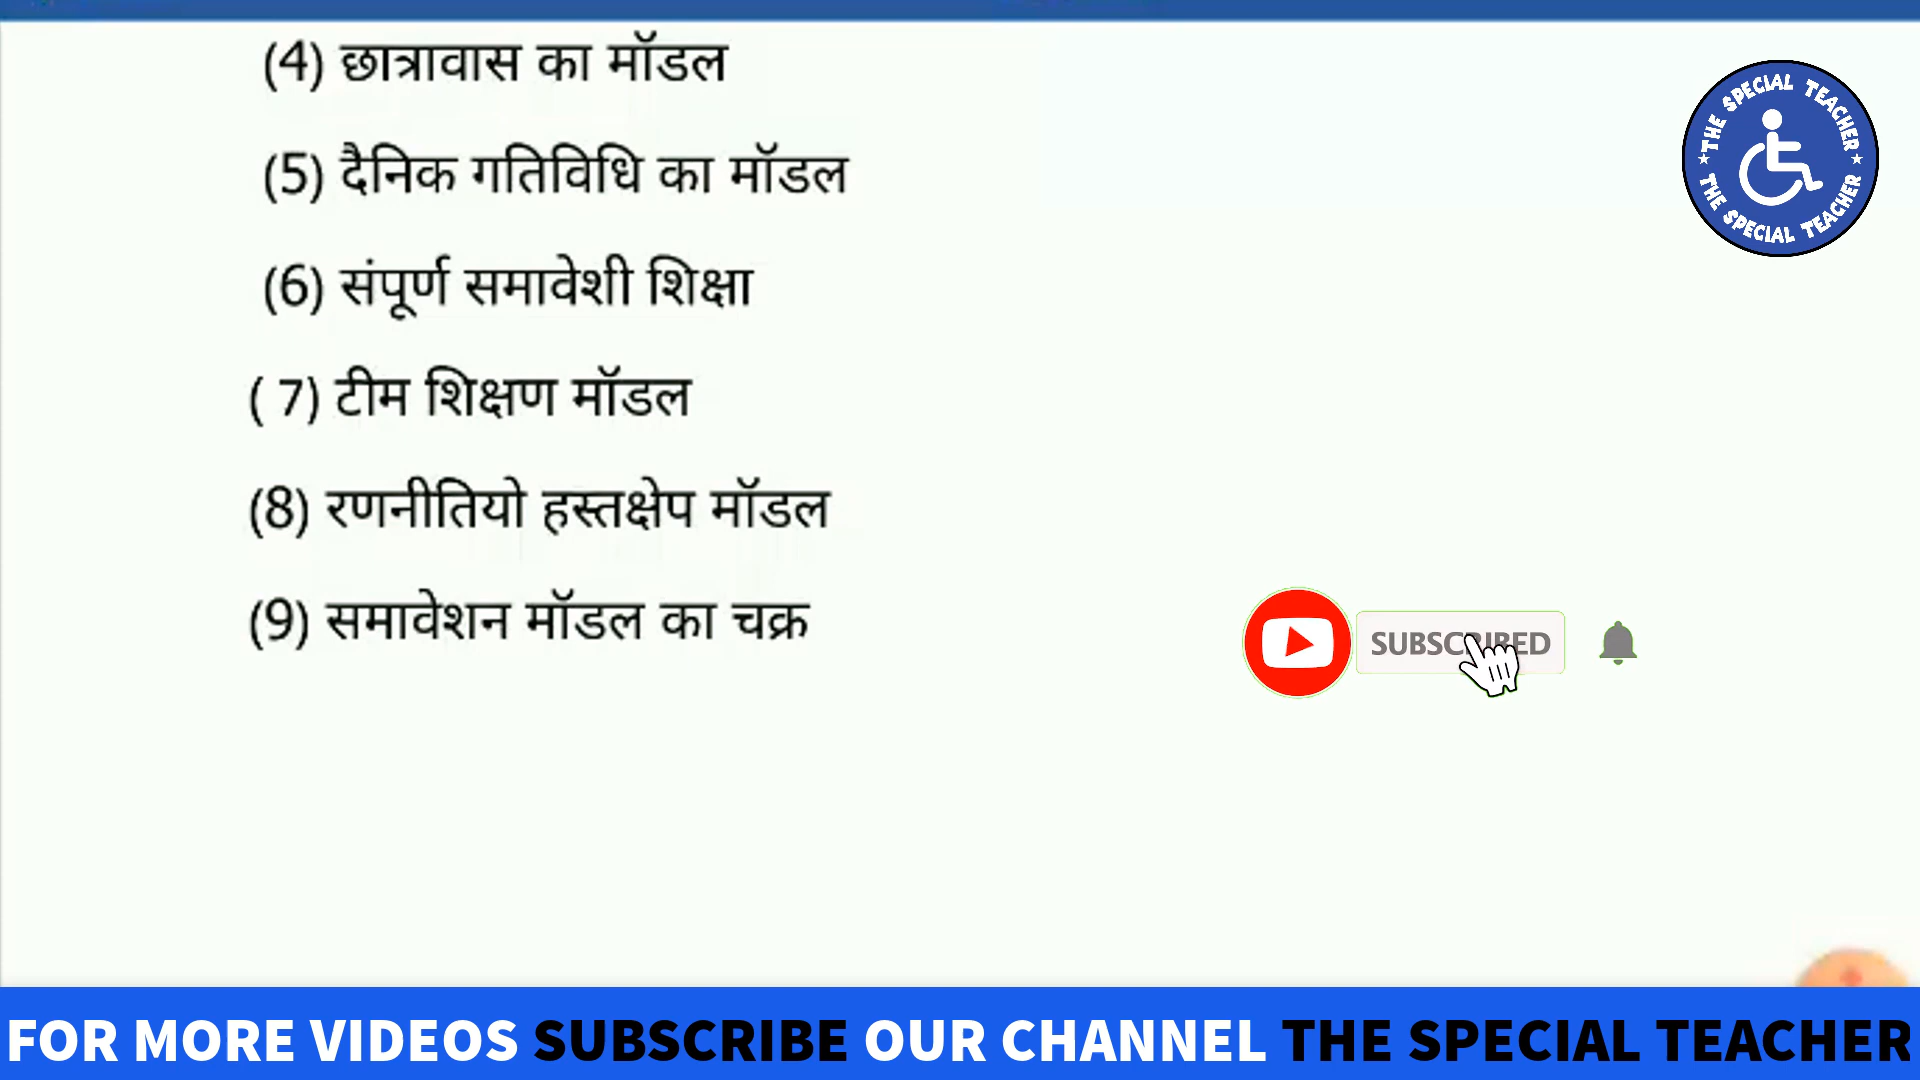 (4) छात्रावास का मॉडल
THE SPECIAL TEACHER
THE SPECIAL TEACHER
(5) दैनिक गतिविधि का मॉडल
(6) संपूर्ण समावेशी शिक्षा
( 7) टीम शिक्षण मॉडल
(8) रणनीतियो हस्तक्षेप मॉडल
(9) समावेशन मॉडल का चक्र
SUBSCRIBED
FOR MORE VIDEOS SUBSCRIBE OUR CHANNEL THE SPECIAL TEACHER